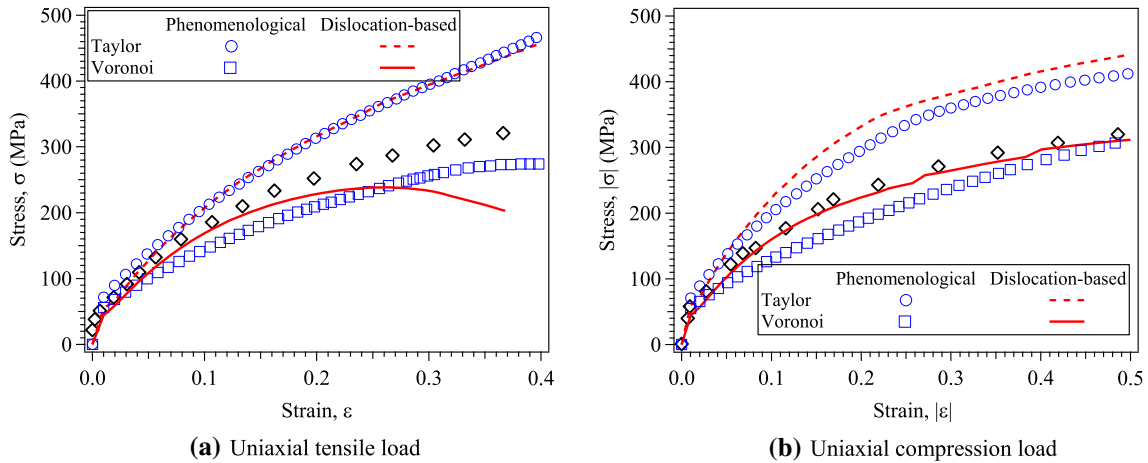 500
400
300
200
100
0
Stress, σ (MPa)
Phenomenological Dislocation-based
Taylor
Voronoi
0.0 0.1 0.2 0.3 0.4
Strain, ε
(a) Uniaxial tensile load
500
400
300
200
100
0
Stress, |σ| (MPa)
Phenomenological Dislocation-based
Taylor
Voronoi
0.0 0.1 0.2 0.3 0.4 0.5
Strain, |ε|
(b) Uniaxial compression load